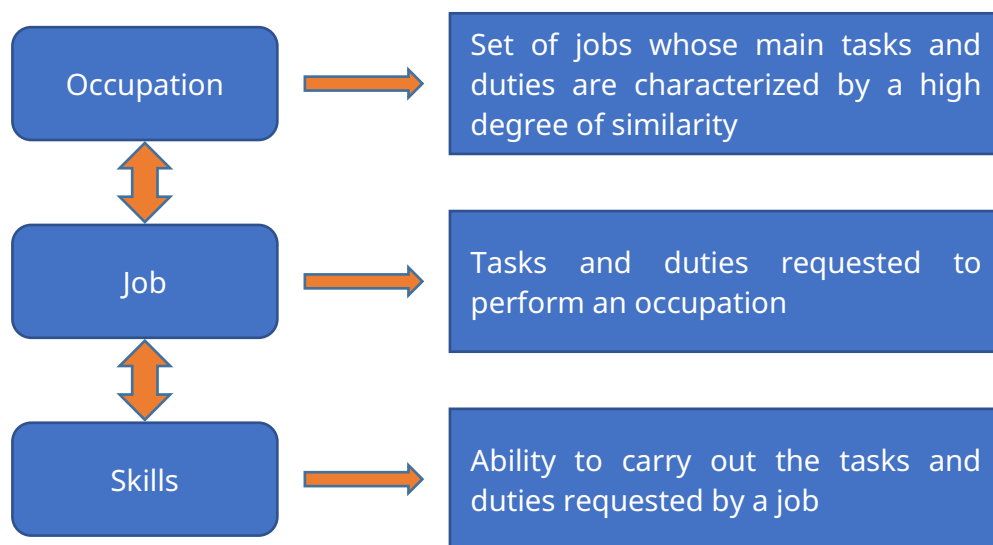 Occupation
Set of jobs whose main tasks and
duties are characterized by a high
degree of similarity
Job
Tasks and duties requested to
perform an occupation
Skills
Ability to carry out the tasks and
duties requested by a job